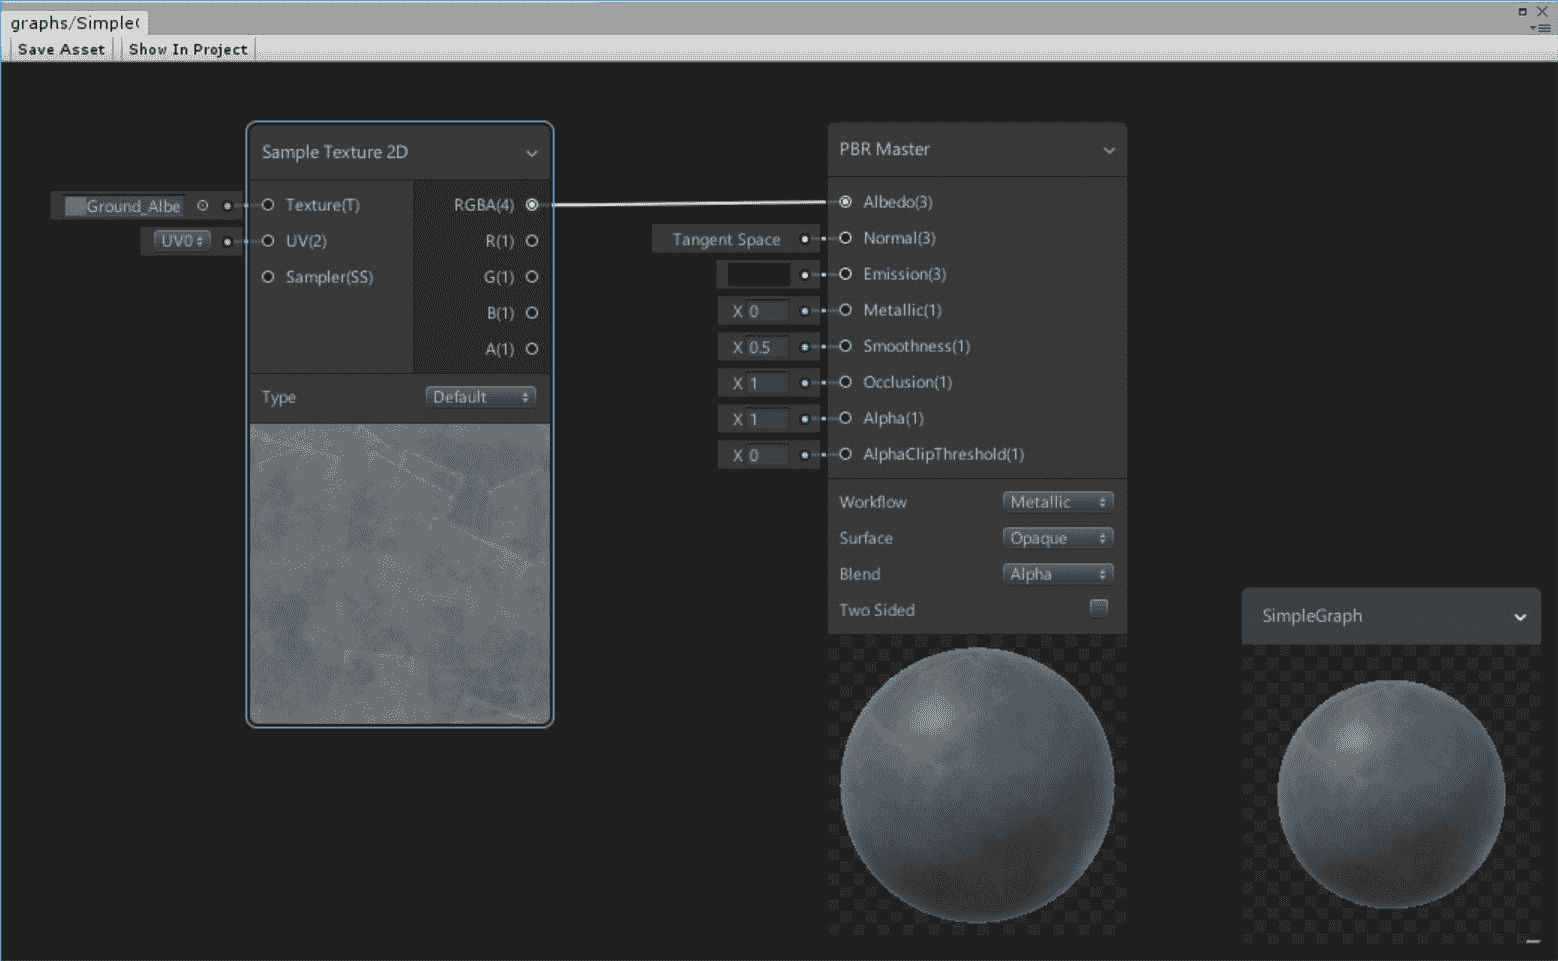 graphs/Simple
Save Asset
Show In Project
Sample Texture 2D
Ground_Albe
Texture(T)
RGBA(4)
UV0
UV(2)
R(1)
Sampler(SS)
G(1)
B(1)
A(1)
Type
Default
PBR Master
Albedo(3)
Tangent Space
Normal(3)
Emission(3)
X 0
Metallic(1)
X 0.5
Smoothness(1)
X 1
Occlusion(1)
X 1
Alpha(1)
X 0
AlphaClipThreshold(1)
Workflow
Metallic
Surface
Opaque
Blend
Alpha
Two Sided
SimpleGraph